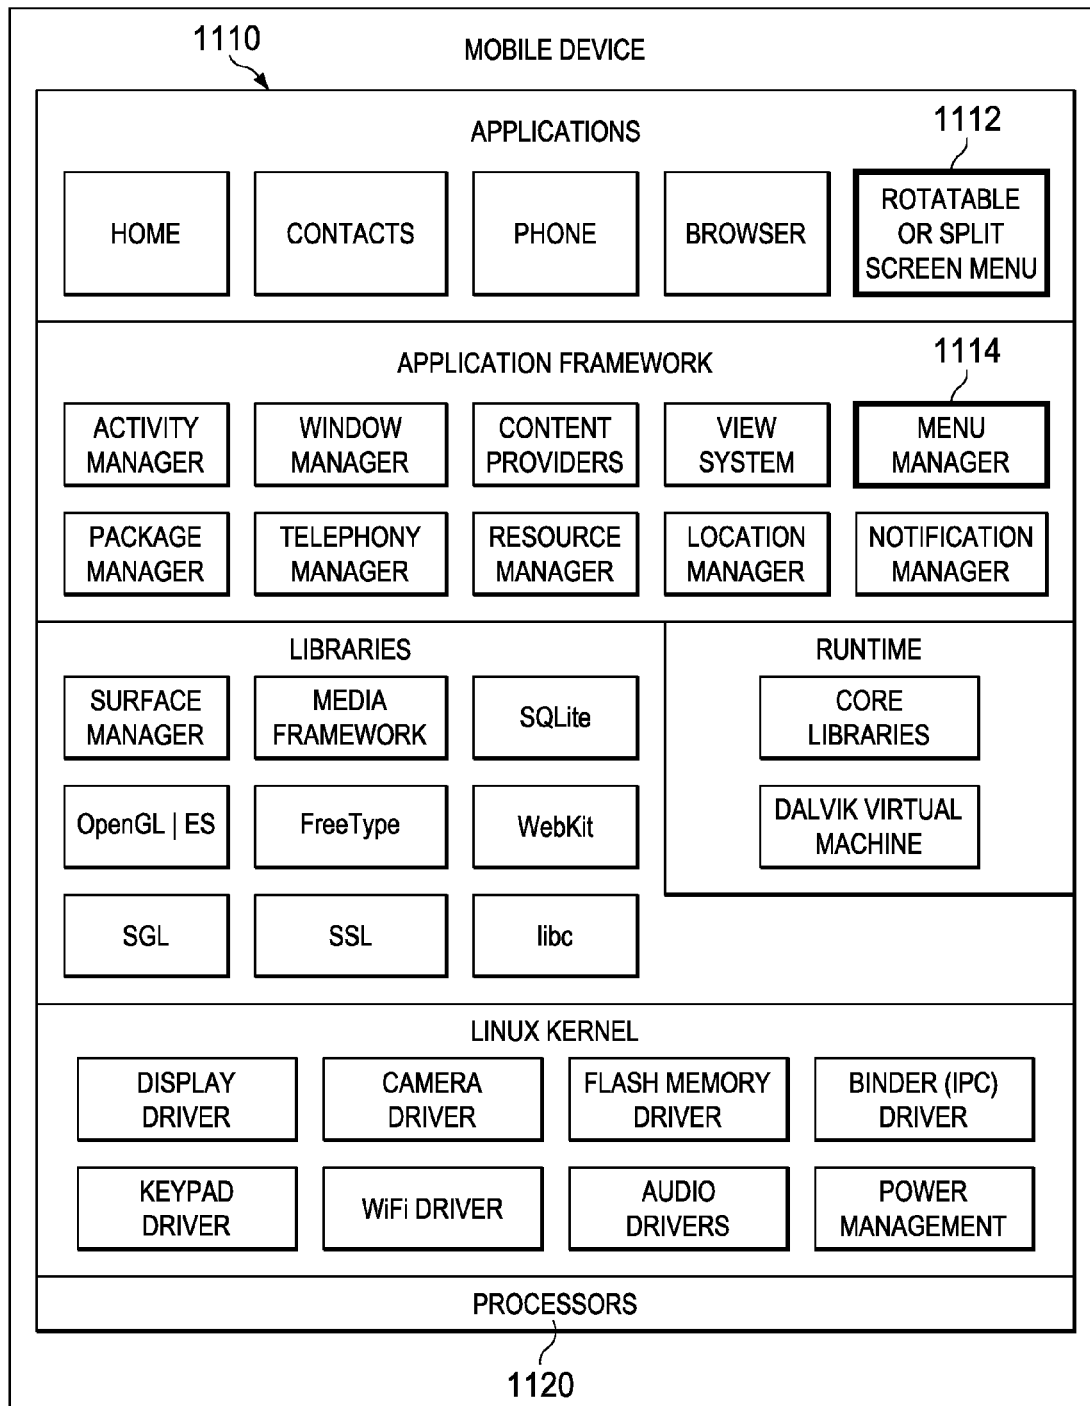 1110
MOBILE DEVICE
APPLICATIONS
1112
HOME
CONTACTS
PHONE
BROWSER
ROTATABLE
OR SPLIT
SCREEN MENU
APPLICATION FRAMEWORK
1114
ACTIVITY
MANAGER
WINDOW
MANAGER
CONTENT
PROVIDERS
VIEW
SYSTEM
MENU
MANAGER
PACKAGE
MANAGER
TELEPHONY
MANAGER
RESOURCE
MANAGER
LOCATION
MANAGER
NOTIFICATION
MANAGER
LIBRARIES
SURFACE
MANAGER
MEDIA
FRAMEWORK
SQLite
OpenGL | ES
FreeType
WebKit
SGL
SSL
libc
RUNTIME
CORE
LIBRARIES
DALVIK VIRTUAL
MACHINE
LINUX KERNEL
DISPLAY
DRIVER
CAMERA
DRIVER
FLASH MEMORY
DRIVER
BINDER (IPC)
DRIVER
KEYPAD
DRIVER
WiFi DRIVER
AUDIO
DRIVERS
POWER
MANAGEMENT
PROCESSORS
1120